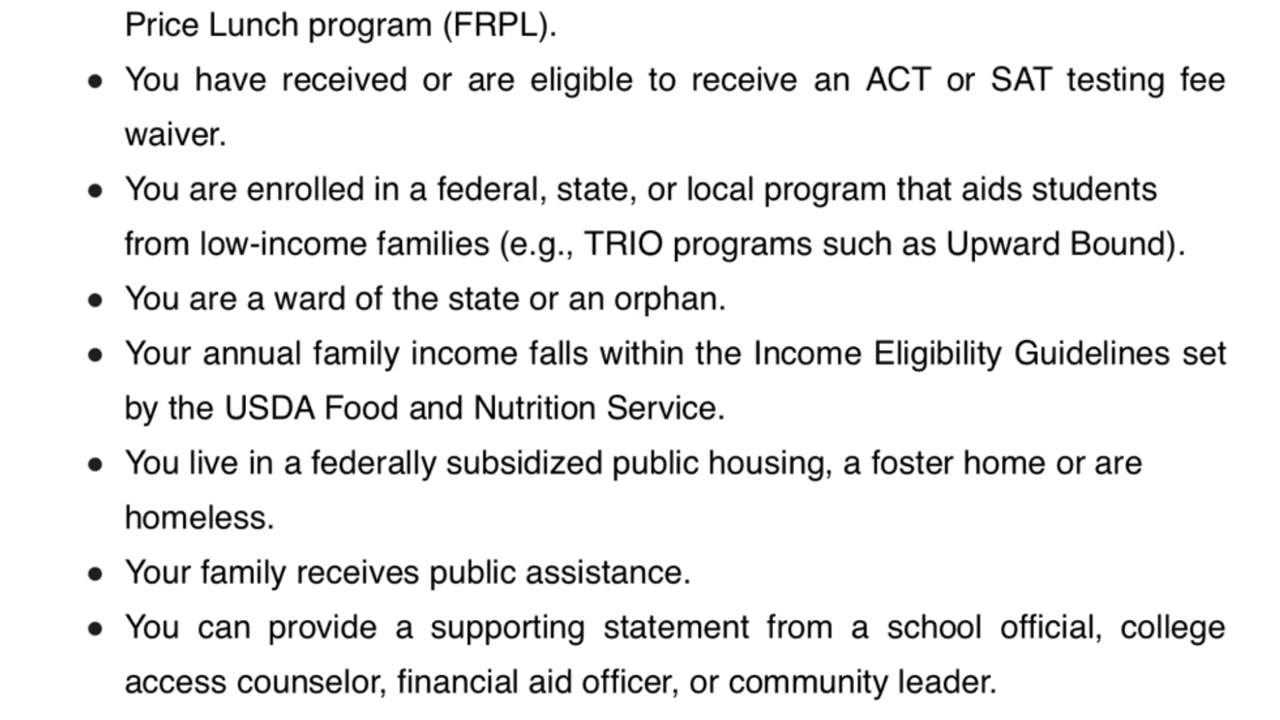 Price Lunch program (FRPL).
● You have received or are eligible to receive an ACT or SAT testing fee
waiver.
● You are enrolled in a federal, state, or local program that aids students
from low-income families (e.g., TRIO programs such as Upward Bound).
● You are a ward of the state or an orphan.
● Your annual family income falls within the Income Eligibility Guidelines set
by the USDA Food and Nutrition Service.
● You live in a federally subsidized public housing, a foster home or are
homeless.
● Your family receives public assistance.
● You can provide a supporting statement from a school official, college
access counselor, financial aid officer, or community leader.